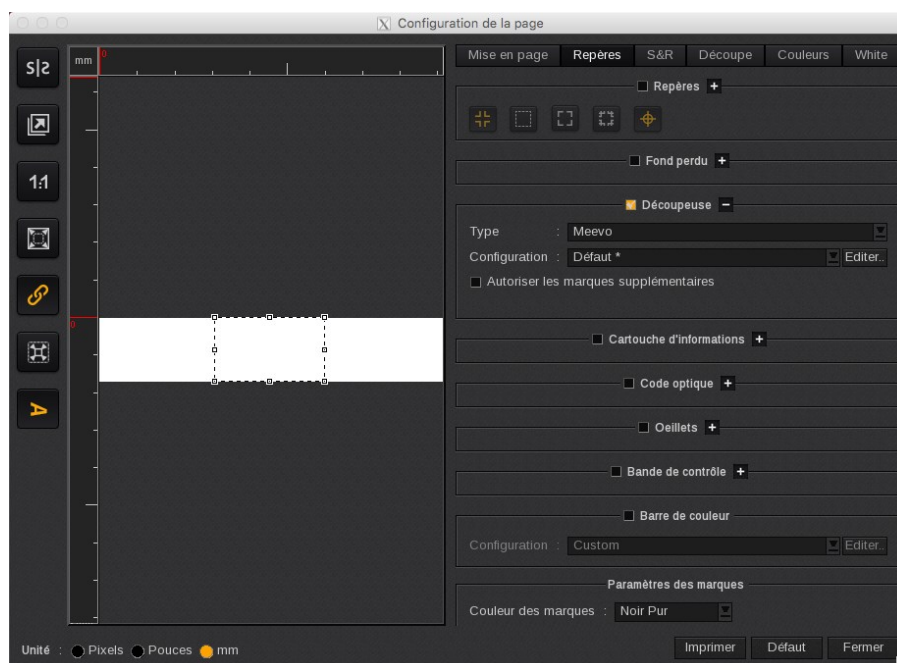 Configuration de la page
mm
0
0
S|S
1:1
A
Mise en page Repères S&R Découpe Couleurs White
Repères +
Fond perdu +
Découpeuse −
Type : Meevo
Configuration : Défaut * Editer..
Autoriser les marques supplémentaires
Cartouche d'informations +
Code optique +
Oeillets +
Bande de contrôle +
Barre de couleur
Configuration : Custom Editer..
Paramètres des marques
Couleur des marques : Noir Pur
Unité : Pixels Pouces mm
Imprimer Défaut Fermer